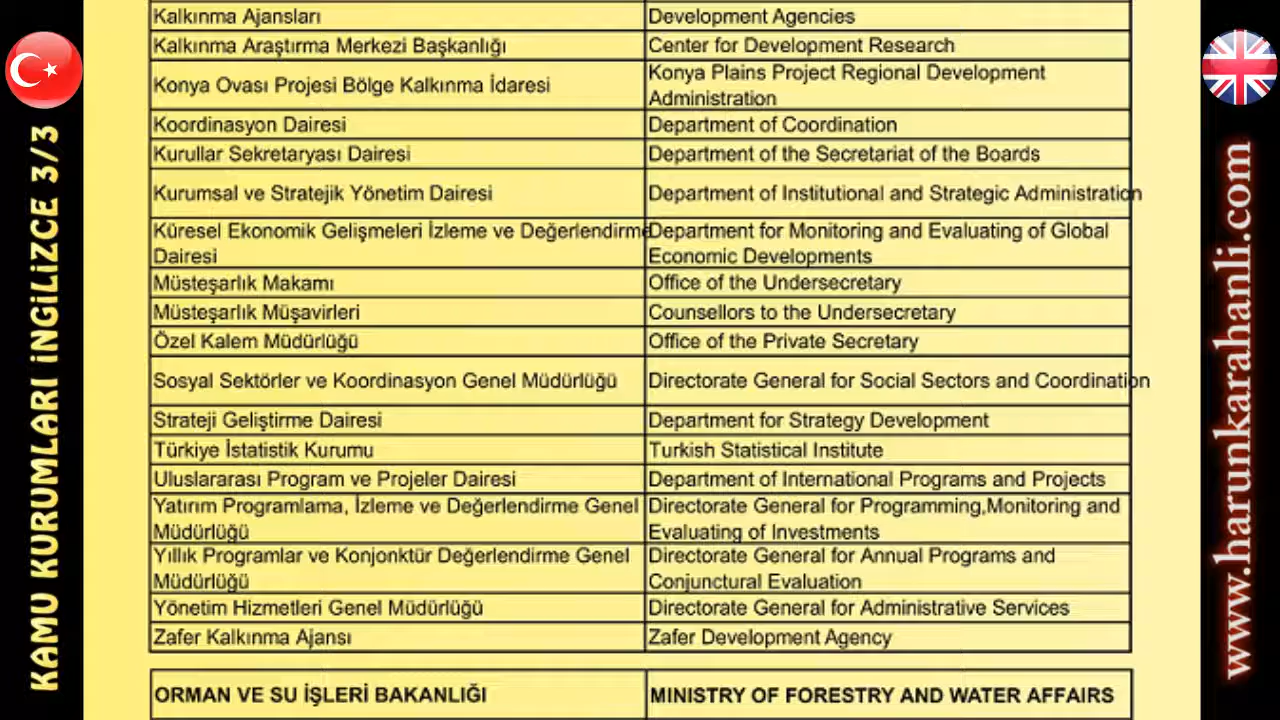 KAMU KURUMLARI İNGİLİZCE 3/3
Kalkınma Ajansları
Development Agencies
Kalkınma Araştırma Merkezi Başkanlığı
Center for Development Research
Konya Ovası Projesi Bölge Kalkınma İdaresi
Konya Plains Project Regional Development
Administration
Koordinasyon Dairesi
Department of Coordination
Kurullar Sekretaryası Dairesi
Department of the Secretariat of the Boards
Kurumsal ve Stratejik Yönetim Dairesi
Department of Institutional and Strategic Administration
Küresel Ekonomik Gelişmeleri İzleme ve Değerlendirme
Dairesi
Department for Monitoring and Evaluating of Global
Economic Developments
Müsteşarlık Makamı
Office of the Undersecretary
Müsteşarlık Müşavirleri
Counsellors to the Undersecretary
Özel Kalem Müdürlüğü
Office of the Private Secretary
Sosyal Sektörler ve Koordinasyon Genel Müdürlüğü
Directorate General for Social Sectors and Coordination
Strateji Geliştirme Dairesi
Department for Strategy Development
Türkiye İstatistik Kurumu
Turkish Statistical Institute
Uluslararası Program ve Projeler Dairesi
Department of International Programs and Projects
Yatırım Programlama, İzleme ve Değerlendirme Genel
Müdürlüğü
Directorate General for Programming,Monitoring and
Evaluating of Investments
Yıllık Programlar ve Konjonktür Değerlendirme Genel
Müdürlüğü
Directorate General for Annual Programs and
Conjunctural Evaluation
Yönetim Hizmetleri Genel Müdürlüğü
Directorate General for Administrative Services
Zafer Kalkınma Ajansı
Zafer Development Agency
ORMAN VE SU İŞLERİ BAKANLIĞI
MINISTRY OF FORESTRY AND WATER AFFAIRS
www.harunkarahanli.com